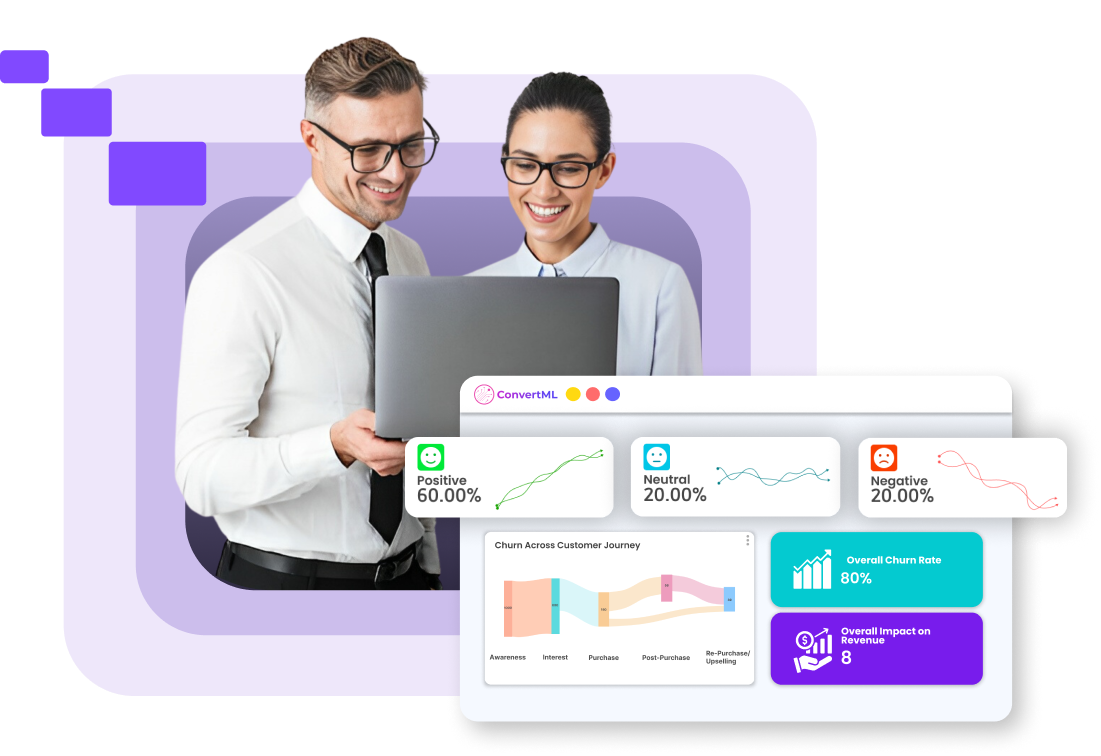 ConvertML
Positive
60.00%
Neutral
20.00%
Negative
20.00%
Churn Across Customer Journey
Awareness
Interest
Purchase
Post-Purchase
Re-Purchase/
Upselling
Overall Churn Rate
80%
Overall Impact on
Revenue
8